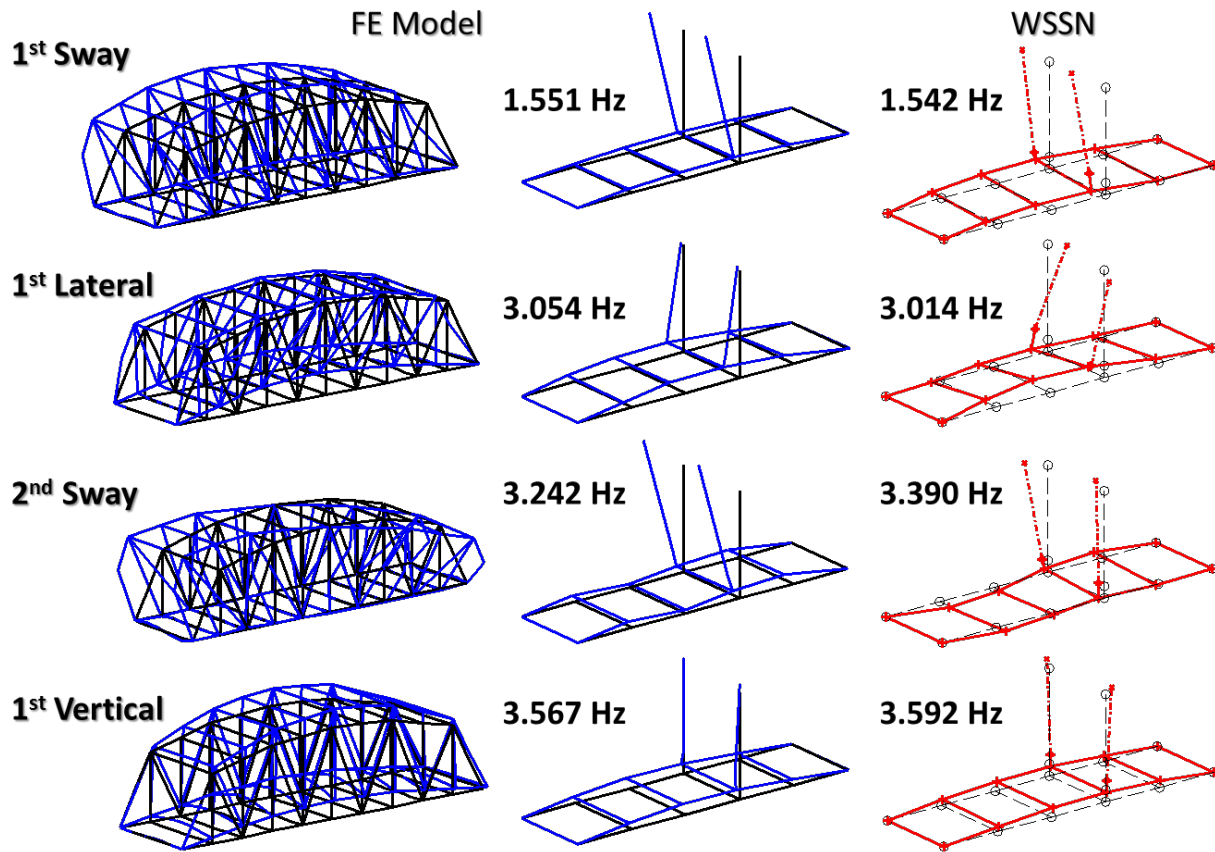 FE Model WSSN
1st Sway 1.551 Hz 1.542 Hz
1st Lateral 3.054 Hz 3.014 Hz
2nd Sway 3.242 Hz 3.390 Hz
1st Vertical 3.567 Hz 3.592 Hz